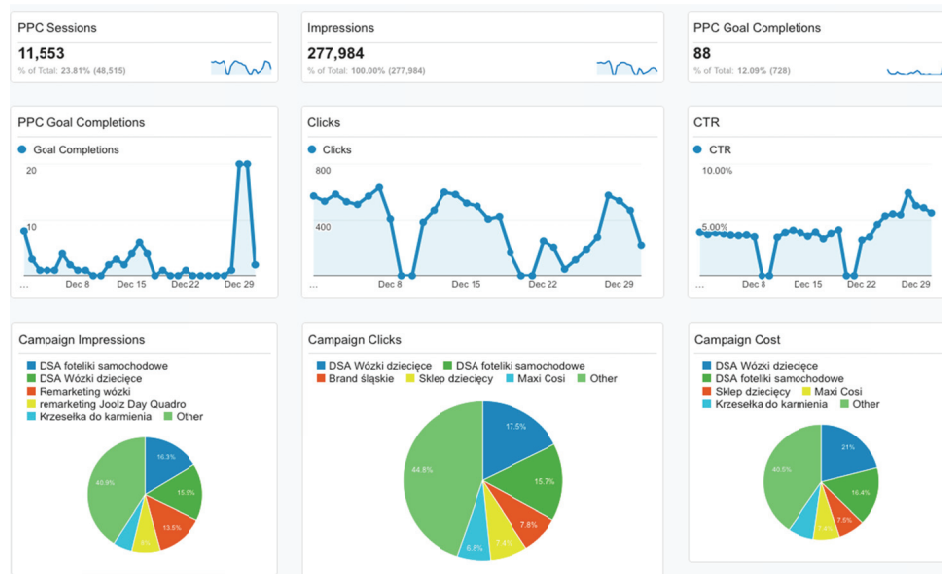 PPC Sessions
11,553
% of Total: 23.81% (48,515)
Impressions
277,984
% of Total: 100.00% (277,984)
PPC Goal Completions
88
% of Total: 12.09% (728)
PPC Goal Completions
Goal Completions
20
10
... Dec 8 Dec 15 Dec 22 Dec 29
Clicks
Clicks
800
400
... Dec 8 Dec 15 Dec 22 Dec 29
CTR
CTR
10.00%
5.00%
... Dec 8 Dec 15 Dec 22 Dec 29
Campaign Impressions
DSA foteliki samochodowe
DSA Wózki dziecięce
Remarketing wózki
remarketing Jooiz Day Quadro
Krzesełka do karmienia Other
16.3%
15.8%
13.5%
40.9%
Campaign Clicks
DSA Wózki dziecięce DSA foteliki samochodowe
Brand śląskie Sklep dziecięcy Maxi Cosi Other
17.5%
15.7%
7.8%
7.4%
6.8%
44.8%
Campaign Cost
DSA Wózki dziecięce
DSA foteliki samochodowe
Sklep dziecięcy Maxi Cosi
Krzesełka do karmienia Other
21%
16.4%
7.5%
7.4%
40.5%